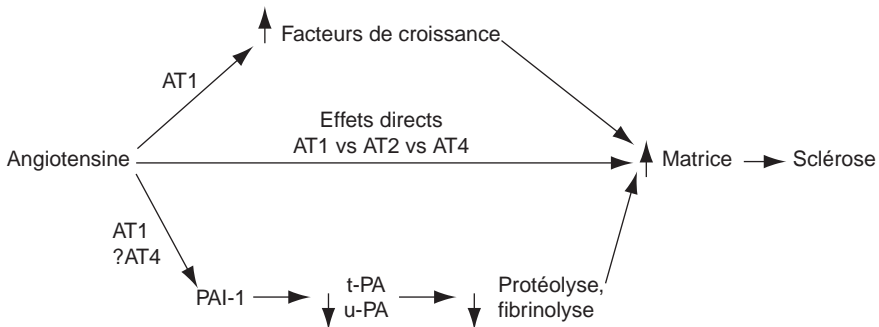 Facteurs de croissance
AT1
Effets directs
AT1 vs AT2 vs AT4
Angiotensine
Matrice
Sclérose
AT1
?AT4
PAI-1
t-PA
u-PA
Protéolyse,
fibrinolyse